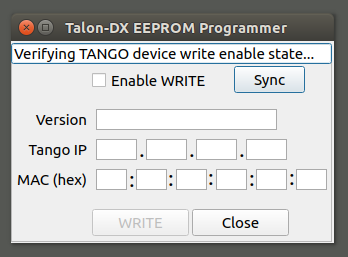 Talon-DX EEPROM Programmer
Verifying TANGO device write enable state...
Enable WRITE Sync
Version
Tango IP . . .
MAC (hex) : : : : :
WRITE Close